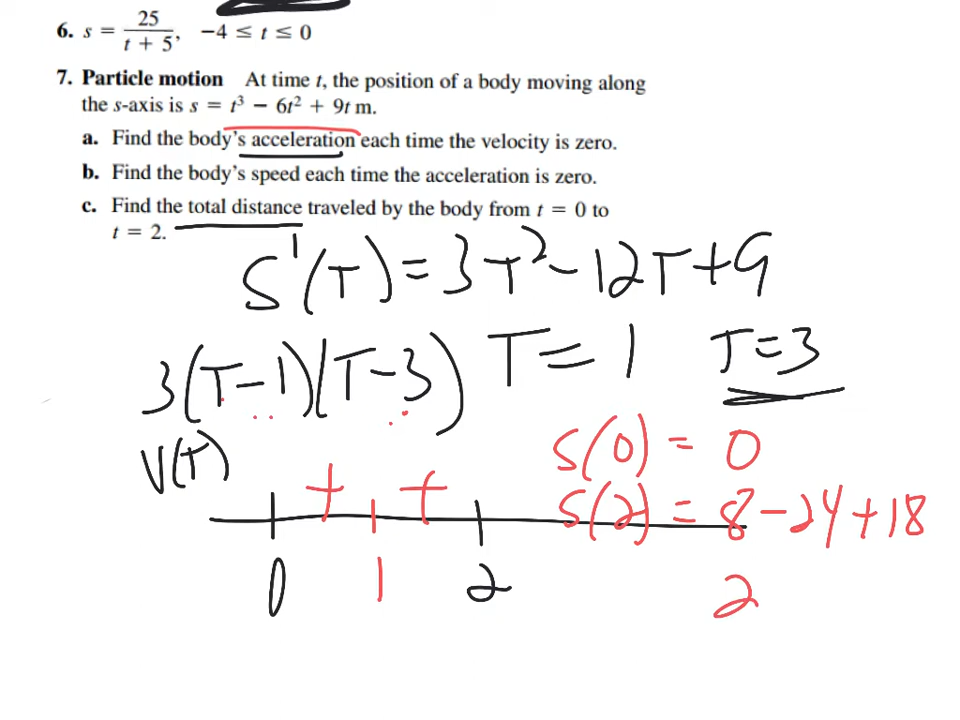 6. s = 25/(t + 5), −4 ≤ t ≤ 0
7. Particle motion At time t, the position of a body moving along
the s-axis is s = t³ − 6t² + 9t m.
a. Find the body's acceleration each time the velocity is zero.
b. Find the body's speed each time the acceleration is zero.
c. Find the total distance traveled by the body from t = 0 to
t = 2.
S'(T) = 3T² − 12T + 9
3(T − 1)(T − 3) T = 1 T = 3
V(T)
S(0) = 0
+ +
S(2) = 8 − 24 + 18
0 1 2 2